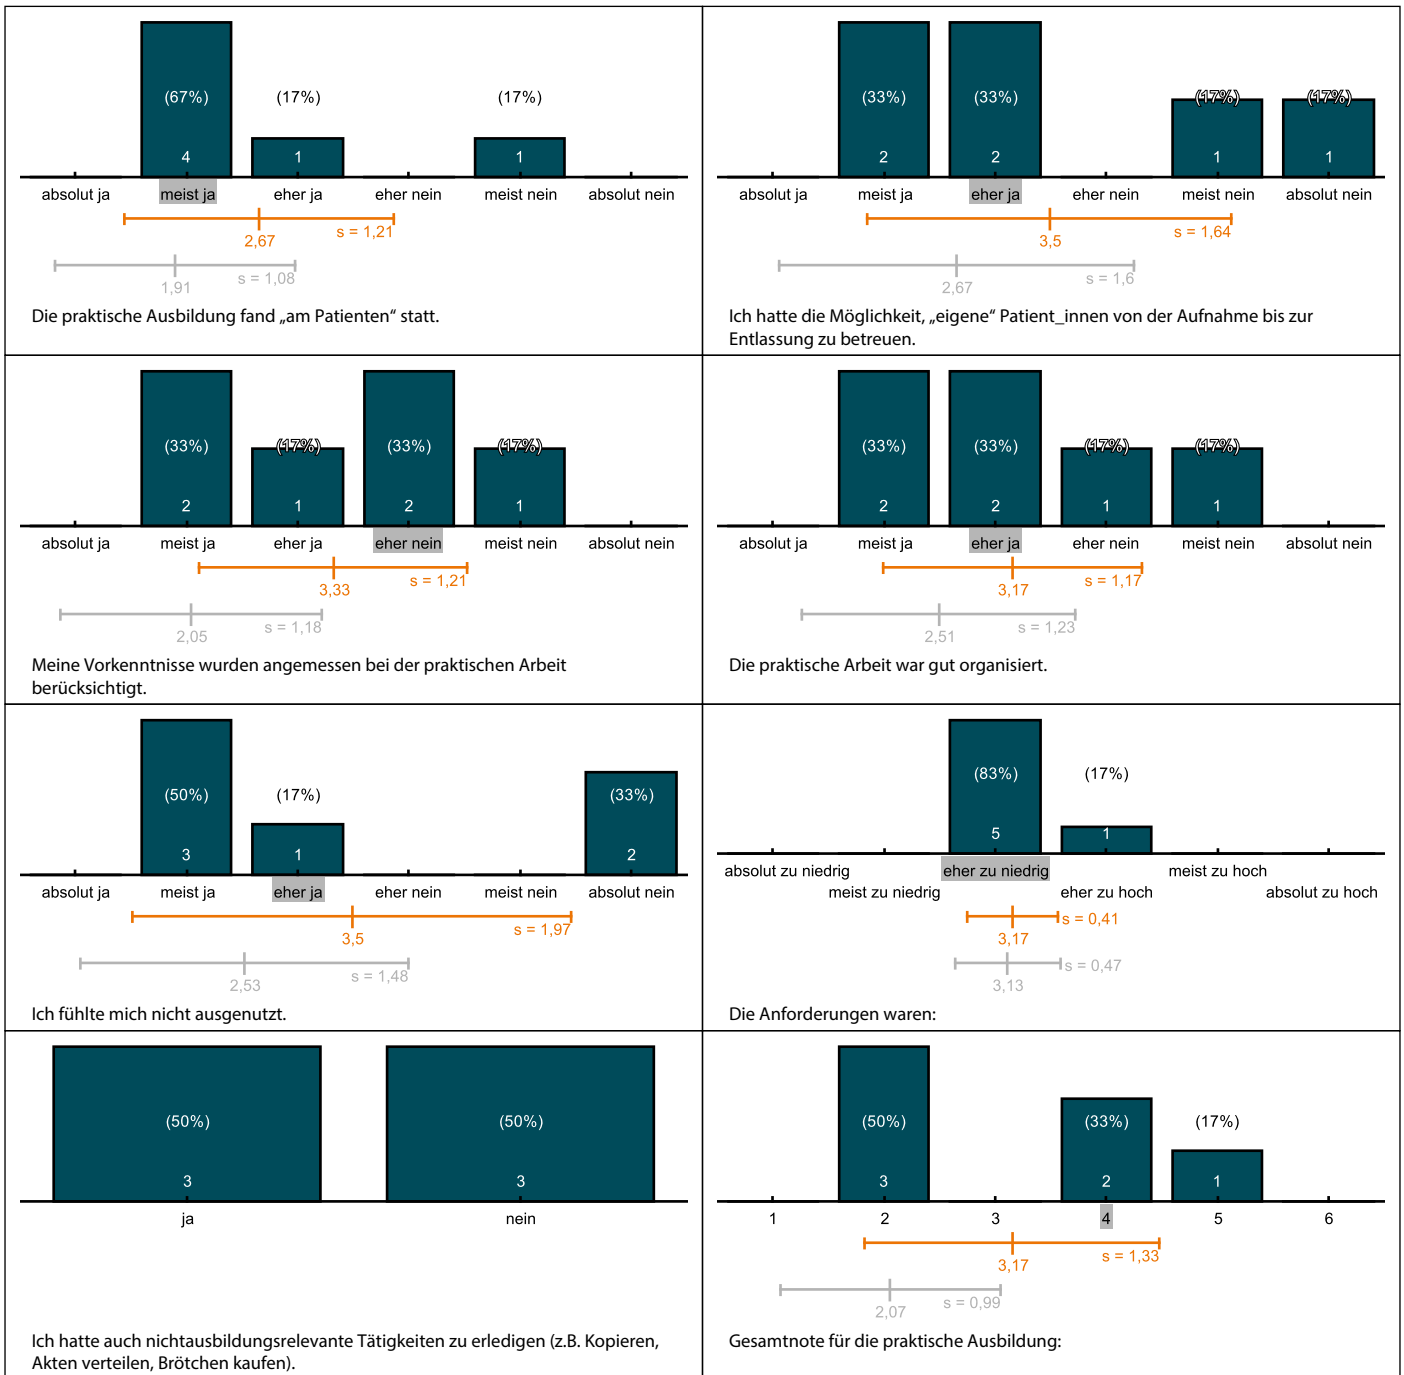 (67%)
(17%)
(17%)
4
1
1
absolut ja
meist ja
eher ja
eher nein
meist nein
absolut nein
s = 1,21
2,67
s = 1,08
1,91
Die praktische Ausbildung fand „am Patienten“ statt.
(33%)
(33%)
(17%)
(17%)
2
2
1
1
absolut ja
meist ja
eher ja
eher nein
meist nein
absolut nein
s = 1,64
3,5
s = 1,6
2,67
Ich hatte die Möglichkeit, „eigene“ Patient_innen von der Aufnahme bis zur
Entlassung zu betreuen.
(33%)
(17%)
(33%)
(17%)
2
1
2
1
absolut ja
meist ja
eher ja
eher nein
meist nein
absolut nein
s = 1,21
3,33
s = 1,18
2,05
Meine Vorkenntnisse wurden angemessen bei der praktischen Arbeit
berücksichtigt.
(33%)
(33%)
(17%)
(17%)
2
2
1
1
absolut ja
meist ja
eher ja
eher nein
meist nein
absolut nein
s = 1,17
3,17
s = 1,23
2,51
Die praktische Arbeit war gut organisiert.
(50%)
(17%)
(33%)
3
1
2
absolut ja
meist ja
eher ja
eher nein
meist nein
absolut nein
s = 1,97
3,5
s = 1,48
2,53
Ich fühlte mich nicht ausgenutzt.
(83%)
(17%)
5
1
absolut zu niedrig
meist zu niedrig
eher zu niedrig
eher zu hoch
meist zu hoch
absolut zu hoch
s = 0,41
3,17
s = 0,47
3,13
Die Anforderungen waren:
(50%)
(50%)
3
3
ja
nein
Ich hatte auch nichtausbildungsrelevante Tätigkeiten zu erledigen (z.B. Kopieren,
Akten verteilen, Brötchen kaufen).
(50%)
(33%)
(17%)
3
2
1
1
2
3
4
5
6
s = 1,33
3,17
s = 0,99
2,07
Gesamtnote für die praktische Ausbildung: